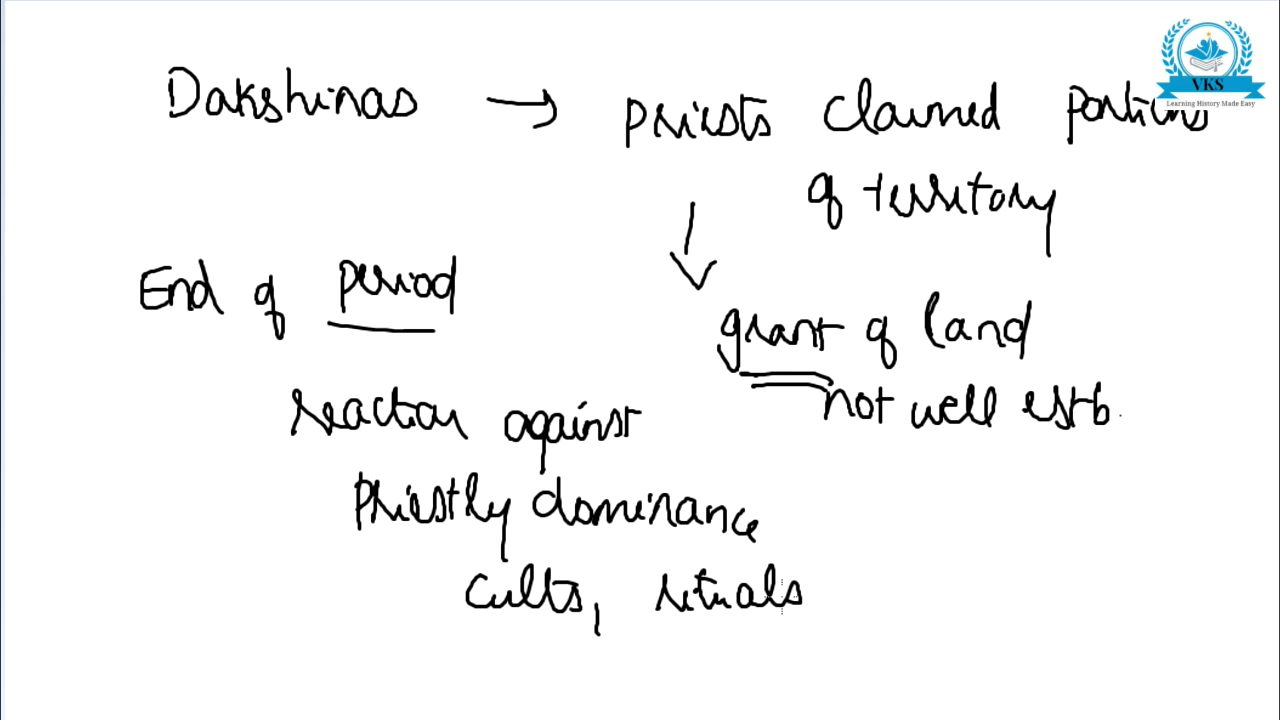 VKS
Learning History Made Easy
Dakshinas → priests claimed portions
of territory
↓
End of period
grant of land
not well estb.
reaction against
Priestly dominance
cults, rituals